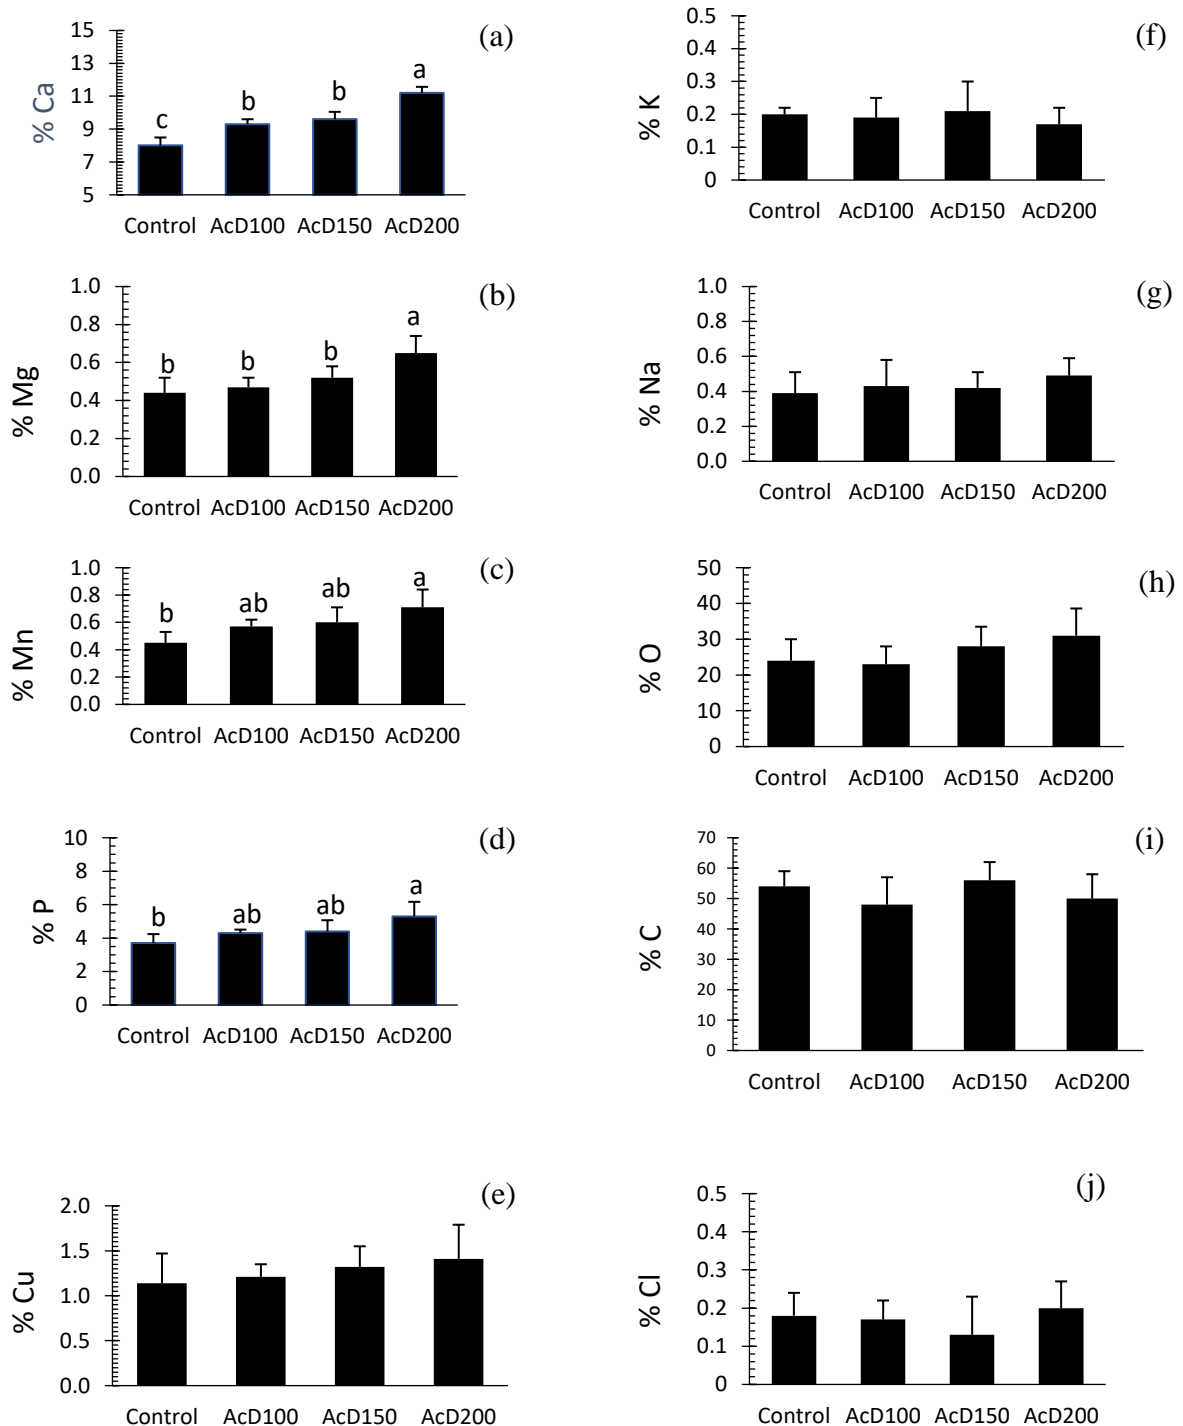 (a)
15
13
11
9
7
5
% Ca
c
b
b
a
Control AcD100 AcD150 AcD200
(b)
1.0
0.8
0.6
0.4
0.2
0.0
% Mg
b
b
b
a
Control AcD100 AcD150 AcD200
(c)
1.0
0.8
0.6
0.4
0.2
0.0
% Mn
b
ab
ab
a
Control AcD100 AcD150 AcD200
(d)
10
8
6
4
2
0
% P
b
ab
ab
a
Control AcD100 AcD150 AcD200
(e)
2.0
1.5
1.0
0.5
0.0
% Cu
Control AcD100 AcD150 AcD200
(f)
0.5
0.4
0.3
0.2
0.1
0
% K
Control AcD100 AcD150 AcD200
(g)
1.0
0.8
0.6
0.4
0.2
0.0
% Na
Control AcD100 AcD150 AcD200
(h)
50
40
30
20
10
0
% O
Control AcD100 AcD150 AcD200
(i)
70
60
50
40
30
20
10
0
% C
Control AcD100 AcD150 AcD200
(j)
0.5
0.4
0.3
0.2
0.1
0
% Cl
Control AcD100 AcD150 AcD200